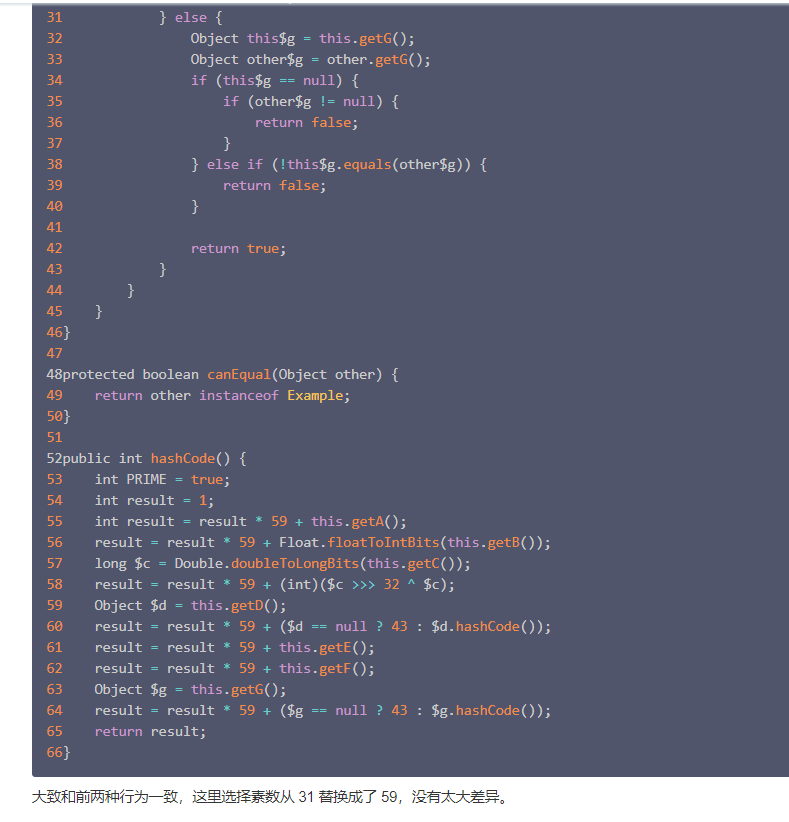 31            } else {
32                Object this$g = this.getG();
33                Object other$g = other.getG();
34                if (this$g == null) {
35                    if (other$g != null) {
36                        return false;
37                    }
38                } else if (!this$g.equals(other$g)) {
39                    return false;
40                }
41
42                return true;
43            }
44        }
45    }
46}
47
48protected boolean canEqual(Object other) {
49    return other instanceof Example;
50}
51
52public int hashCode() {
53    int PRIME = true;
54    int result = 1;
55    int result = result * 59 + this.getA();
56    result = result * 59 + Float.floatToIntBits(this.getB());
57    long $c = Double.doubleToLongBits(this.getC());
58    result = result * 59 + (int)($c >>> 32 ^ $c);
59    Object $d = this.getD();
60    result = result * 59 + ($d == null ? 43 : $d.hashCode());
61    result = result * 59 + this.getE();
62    result = result * 59 + this.getF();
63    Object $g = this.getG();
64    result = result * 59 + ($g == null ? 43 : $g.hashCode());
65    return result;
66}
大致和前两种行为一致，这里选择素数从 31 替换成了 59，没有太大差异。